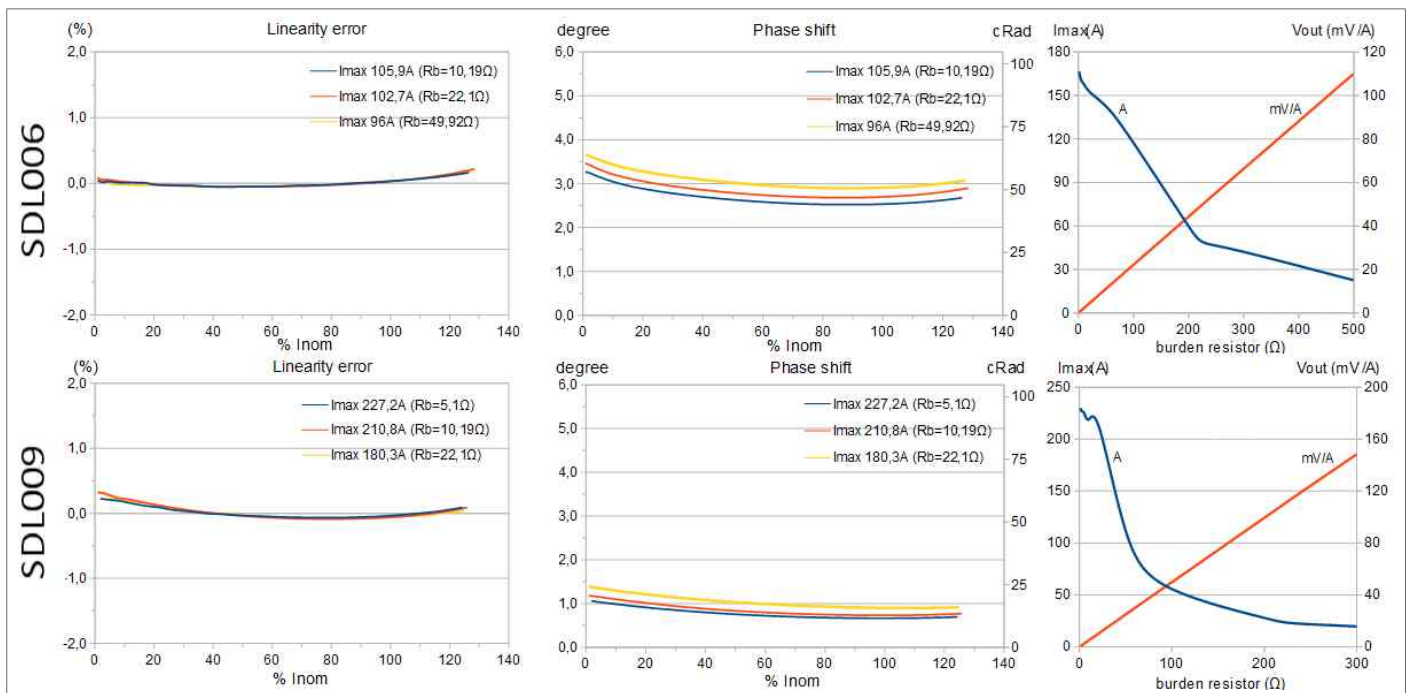 SDL006
(%)
Linearity error
2,0
1,0
0,0
-1,0
-2,0
Imax 105,9A (Rb=10,19Ω)
Imax 102,7A (Rb=22,1Ω)
Imax 96A (Rb=49,92Ω)
0 20 40 60 80 100 120 140
% Inom
degree
Phase shift
cRad
6,0
5,0
4,0
3,0
2,0
1,0
0,0
Imax 105,9A (Rb=10,19Ω)
Imax 102,7A (Rb=22,1Ω)
Imax 96A (Rb=49,92Ω)
100
75
50
25
0
0 20 40 60 80 100 120 140
% Inom
Imax(A)
Vout (mV/A)
180
150
120
90
60
30
0
A
mV/A
120
100
80
60
40
20
0
0 100 200 300 400 500
burden resistor (Ω)
SDL009
(%)
Linearity error
2,0
1,0
0,0
-1,0
-2,0
Imax 227,2A (Rb=5,1Ω)
Imax 210,8A (Rb=10,19Ω)
Imax 180,3A (Rb=22,1Ω)
0 20 40 60 80 100 120 140
% Inom
degree
Phase shift
cRad
6,0
5,0
4,0
3,0
2,0
1,0
0,0
Imax 227,2A (Rb=5,1Ω)
Imax 210,8A (Rb=10,19Ω)
Imax 180,3A (Rb=22,1Ω)
100
75
50
25
0
0 20 40 60 80 100 120 140
% Inom
Imax(A)
Vout (mV/A)
250
200
150
100
50
0
A
mV/A
200
160
120
80
40
0
0 100 200 300
burden resistor (Ω)